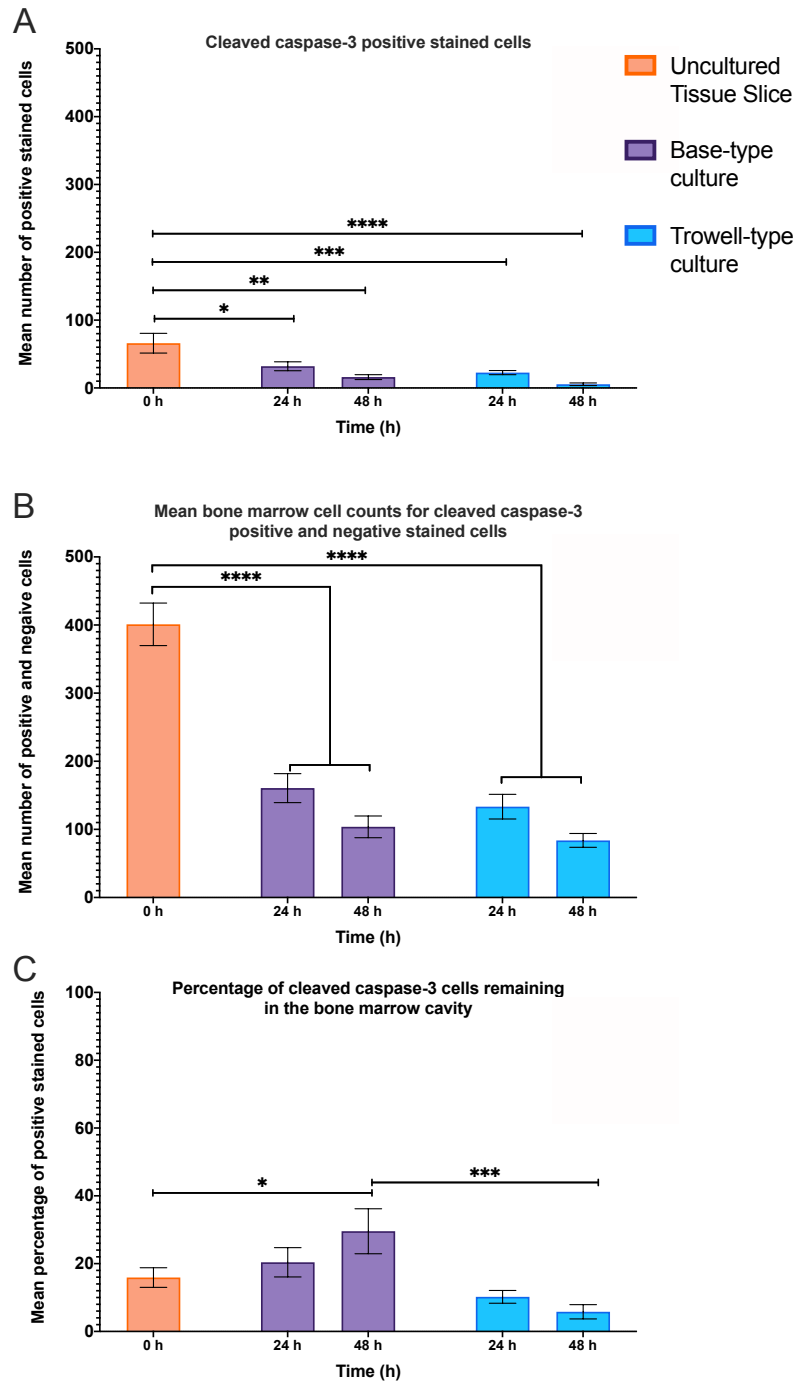 A
Cleaved caspase-3 positive stained cells
Mean number of positive stained cells
500
400
300
200
100
0
****
***
**
*
0 h
24 h
48 h
24 h
48 h
Time (h)
Uncultured
Tissue Slice
Base-type
culture
Trowell-type
culture
B
Mean bone marrow cell counts for cleaved caspase-3
positive and negative stained cells
Mean number of positive and negaive cells
500
400
300
200
100
0
****
****
0 h
24 h
48 h
24 h
48 h
Time (h)
C
Percentage of cleaved caspase-3 cells remaining
in the bone marrow cavity
Mean percentage of positive stained cells
100
80
60
40
20
0
*
***
0 h
24 h
48 h
24 h
48 h
Time (h)